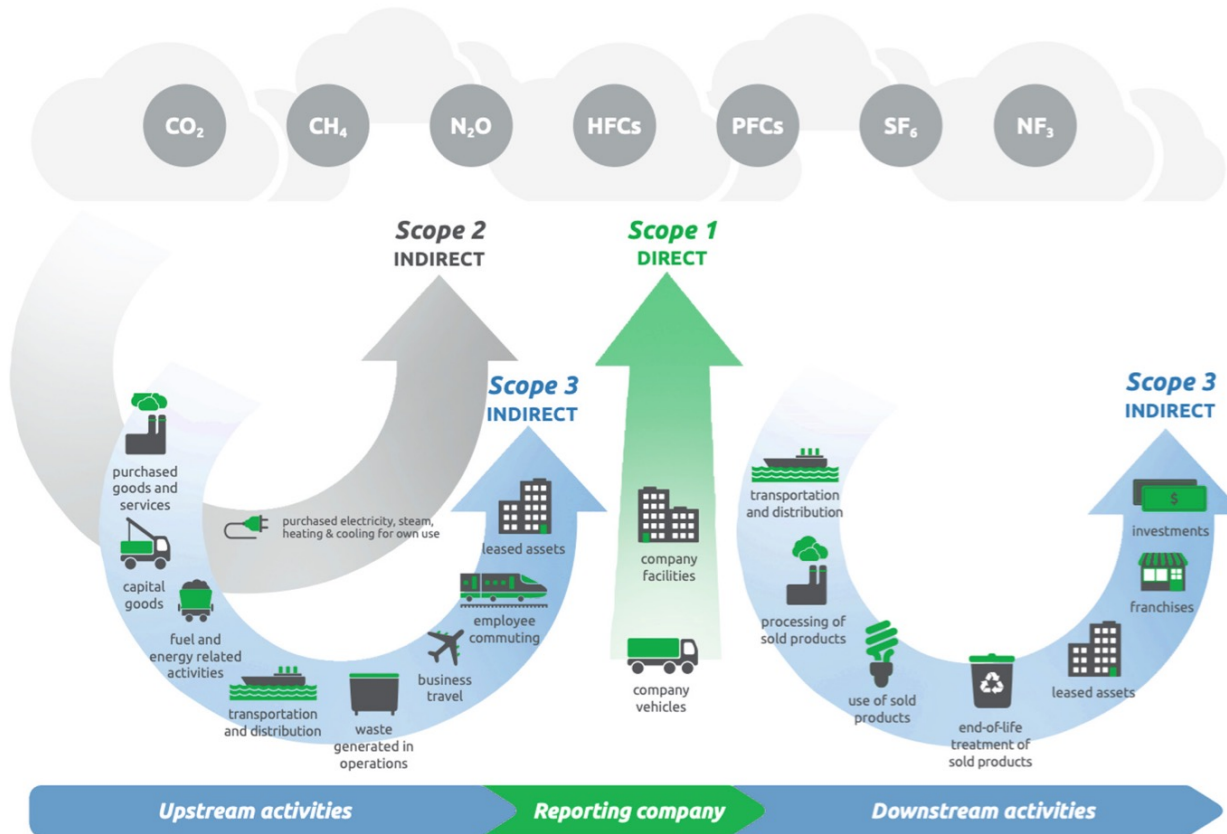 CO₂
CH₄
N₂O
HFCs
PFCs
SF₆
NF₃
Scope 2
INDIRECT
Scope 1
DIRECT
Scope 3
INDIRECT
Scope 3
INDIRECT
purchased
goods and
services
capital
goods
fuel and
energy related
activities
purchased electricity, steam,
heating & cooling for own use
transportation
and distribution
waste
generated in
operations
business
travel
employee
commuting
leased assets
company
facilities
company
vehicles
transportation
and distribution
processing of
sold products
use of sold
products
end-of-life
treatment of
sold products
leased assets
franchises
$
investments
Upstream activities
Reporting company
Downstream activities